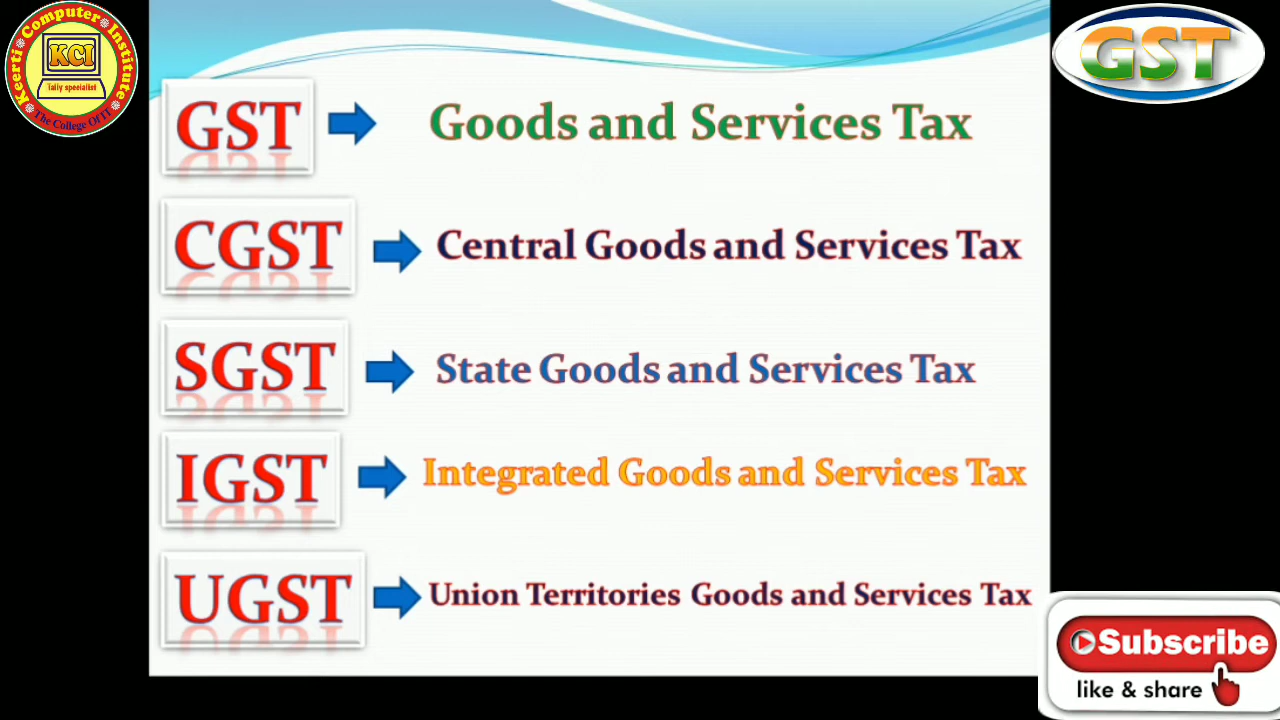 Keerti Computer Institute
KCI
Tally specialist
The College Of IT
GST
GST
Goods and Services Tax
CGST
Central Goods and Services Tax
SGST
State Goods and Services Tax
IGST
Integrated Goods and Services Tax
UGST
Union Territories Goods and Services Tax
Subscribe
like & share